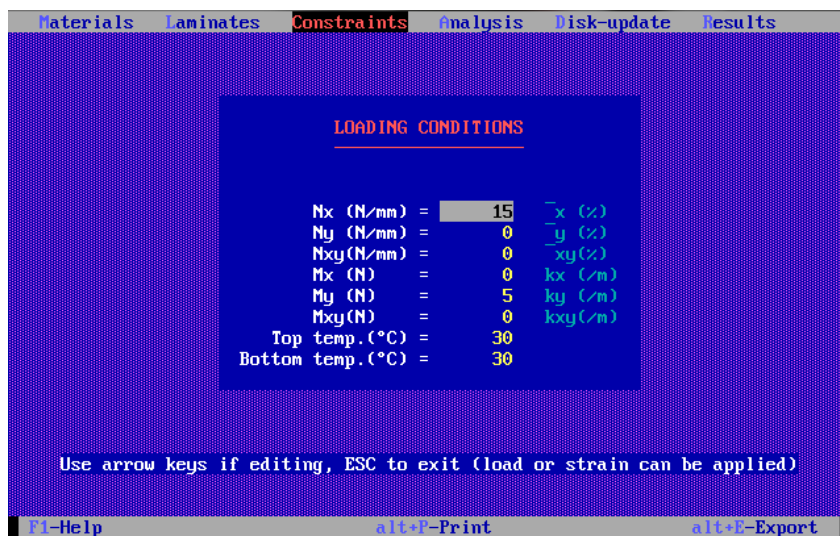 Materials Laminates Constraints Analysis Disk-update Results
LOADING CONDITIONS
Nx (N/mm) = 15 ¯x (%)
Ny (N/mm) = 0 ¯y (%)
Nxy(N/mm) = 0 ¯xy(%)
Mx (N) = 0 kx (/m)
My (N) = 5 ky (/m)
Mxy(N) = 0 kxy(/m)
Top temp.(°C) = 30
Bottom temp.(°C) = 30
Use arrow keys if editing, ESC to exit (load or strain can be applied)
F1-Help alt+P-Print alt+E-Export